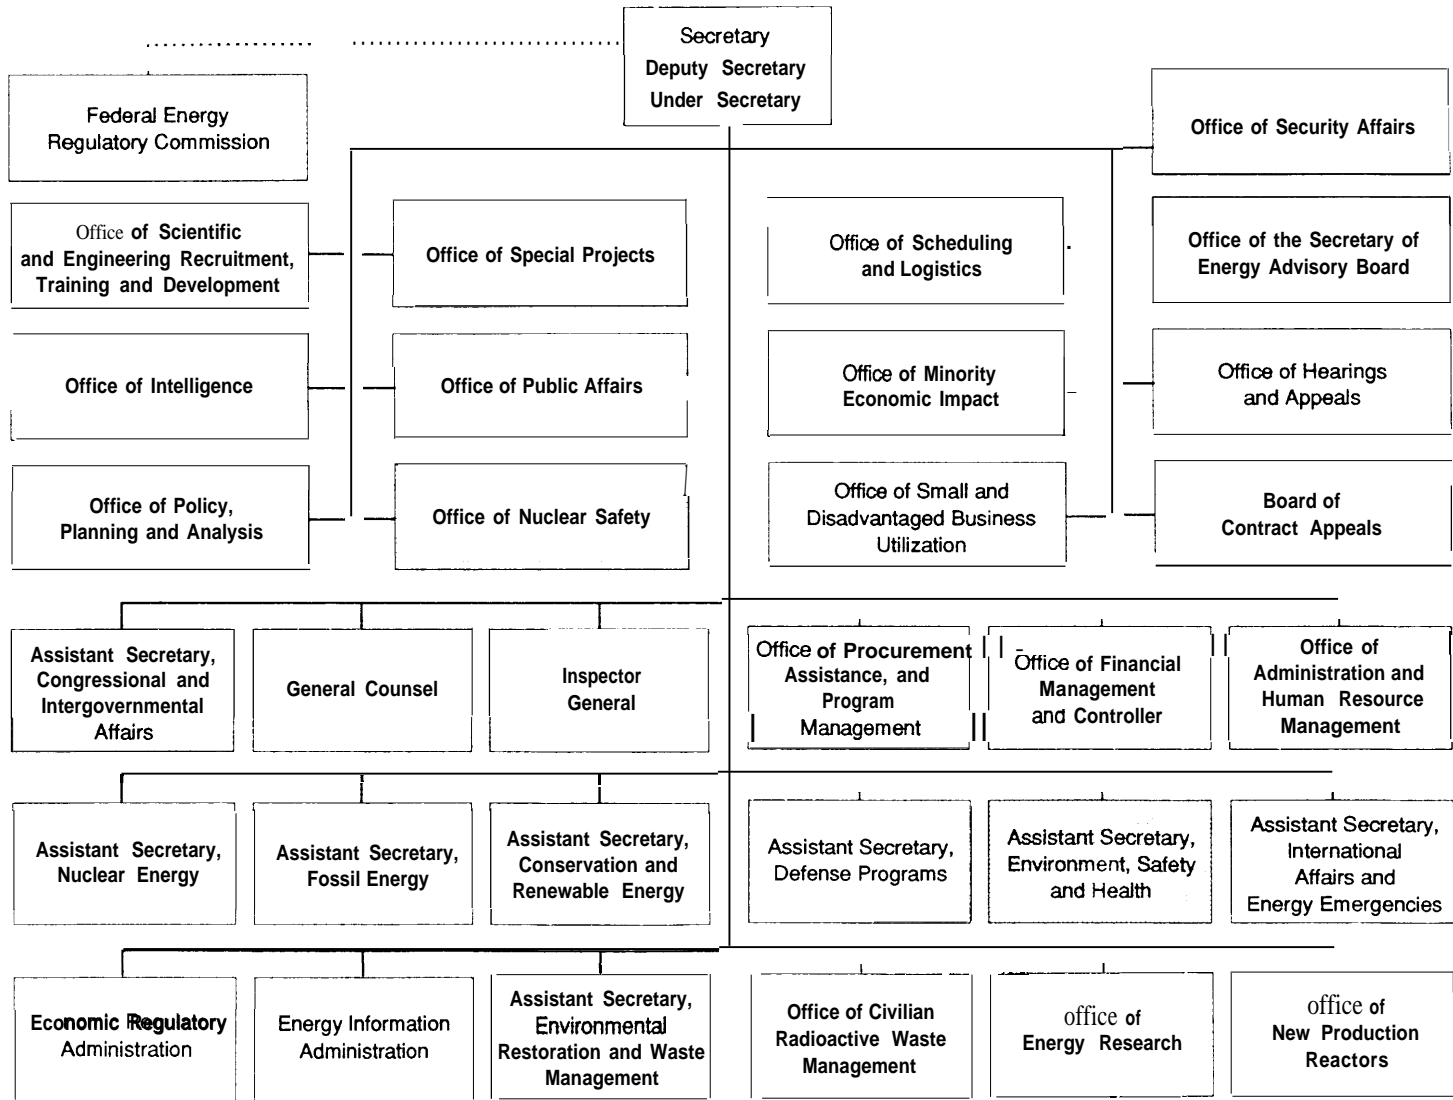 Secretary
Deputy Secretary
Under Secretary
Federal Energy
Regulatory Commission
Office of Security Affairs
Office of Scientific
and Engineering Recruitment,
Training and Development
Office of Special Projects
Office of Scheduling
and Logistics
Office of the Secretary of
Energy Advisory Board
Office of Intelligence
Office of Public Affairs
Office of Minority
Economic Impact
Office of Hearings
and Appeals
Office of Policy,
Planning and Analysis
Office of Nuclear Safety
Office of Small and
Disadvantaged Business
Utilization
Board of
Contract Appeals
Assistant Secretary,
Congressional and
Intergovernmental
Affairs
General Counsel
Inspector
General
Office of Procurement
Assistance, and
Program
Management
Office of Financial
Management
and Controller
Office of
Administration and
Human Resource
Management
Assistant Secretary,
Nuclear Energy
Assistant Secretary,
Fossil Energy
Assistant Secretary,
Conservation and
Renewable Energy
Assistant Secretary,
Defense Programs
Assistant Secretary,
Environment, Safety
and Health
Assistant Secretary,
International
Affairs and
Energy Emergencies
Economic Regulatory
Administration
Energy Information
Administration
Assistant Secretary,
Environmental
Restoration and Waste
Management
Office of Civilian
Radioactive Waste
Management
office of
Energy Research
office of
New Production
Reactors